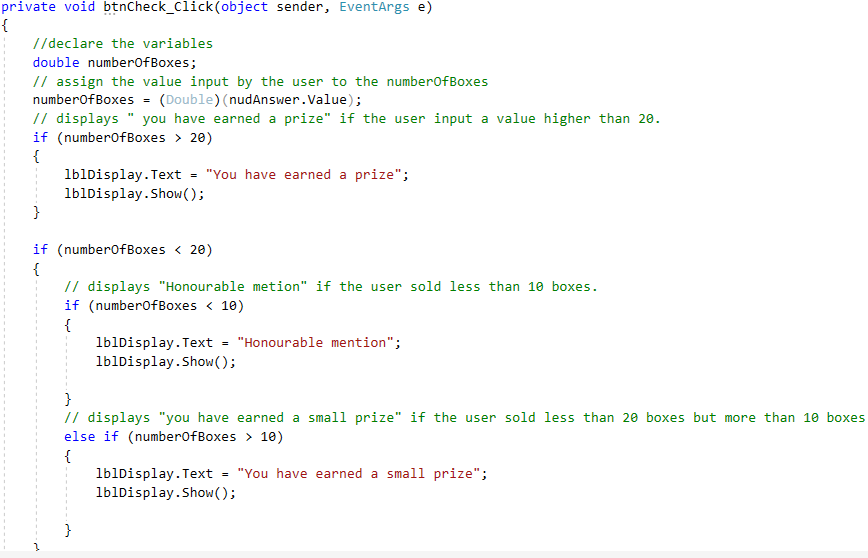 private void btnCheck_Click(object sender, EventArgs e)
{
    //declare the variables
    double numberOfBoxes;
    // assign the value input by the user to the numberOfBoxes
    numberOfBoxes = (Double)(nudAnswer.Value);
    // displays " you have earned a prize" if the user input a value higher than 20.
    if (numberOfBoxes > 20)
    {
        lblDisplay.Text = "You have earned a prize";
        lblDisplay.Show();
    }

    if (numberOfBoxes < 20)
    {
        // displays "Honourable metion" if the user sold less than 10 boxes.
        if (numberOfBoxes < 10)
        {
            lblDisplay.Text = "Honourable mention";
            lblDisplay.Show();

        }
        // displays "you have earned a small prize" if the user sold less than 20 boxes but more than 10 boxes
        else if (numberOfBoxes > 10)
        {
            lblDisplay.Text = "You have earned a small prize";
            lblDisplay.Show();

        }
    }